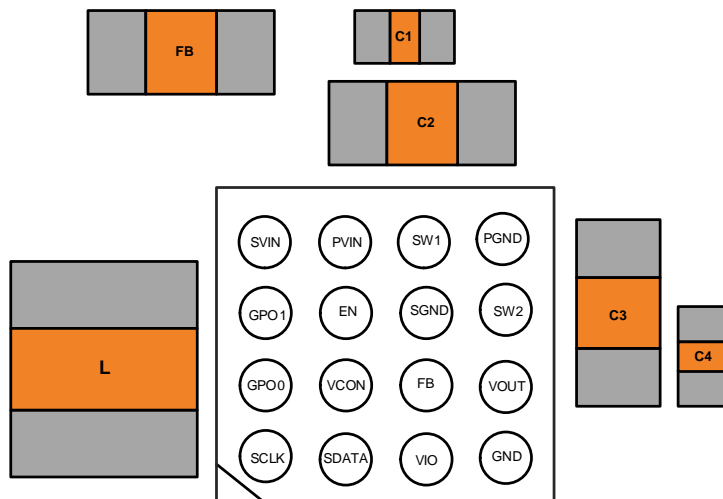 FB
C1
C2
SVIN PVIN SW1 PGND
GPO1 EN SGND SW2
C3
C4
L
GPO0 VCON FB VOUT
SCLK SDATA VIO GND